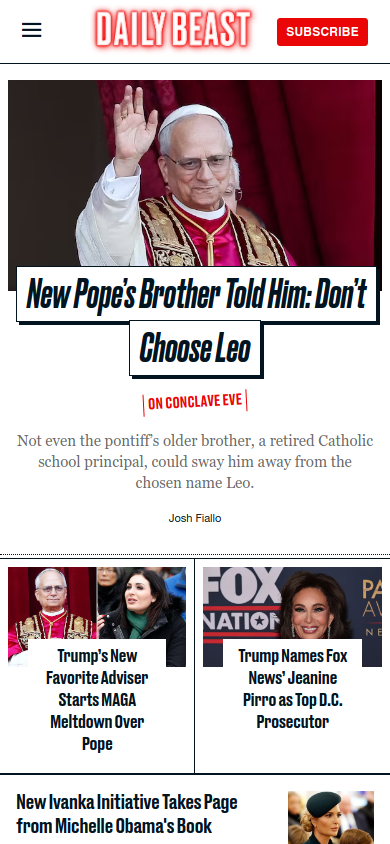 DAILY BEAST
SUBSCRIBE
New Pope's Brother Told Him: Don't
Choose Leo
ON CONCLAVE EVE
Not even the pontiff's older brother, a retired Catholic
school principal, could sway him away from the
chosen name Leo.
Josh Fiallo
FOX
NATION
PA
AV
NE
Trump's New
Favorite Adviser
Starts MAGA
Meltdown Over
Pope
Trump Names Fox
News' Jeanine
Pirro as Top D.C.
Prosecutor
New Ivanka Initiative Takes Page
from Michelle Obama's Book